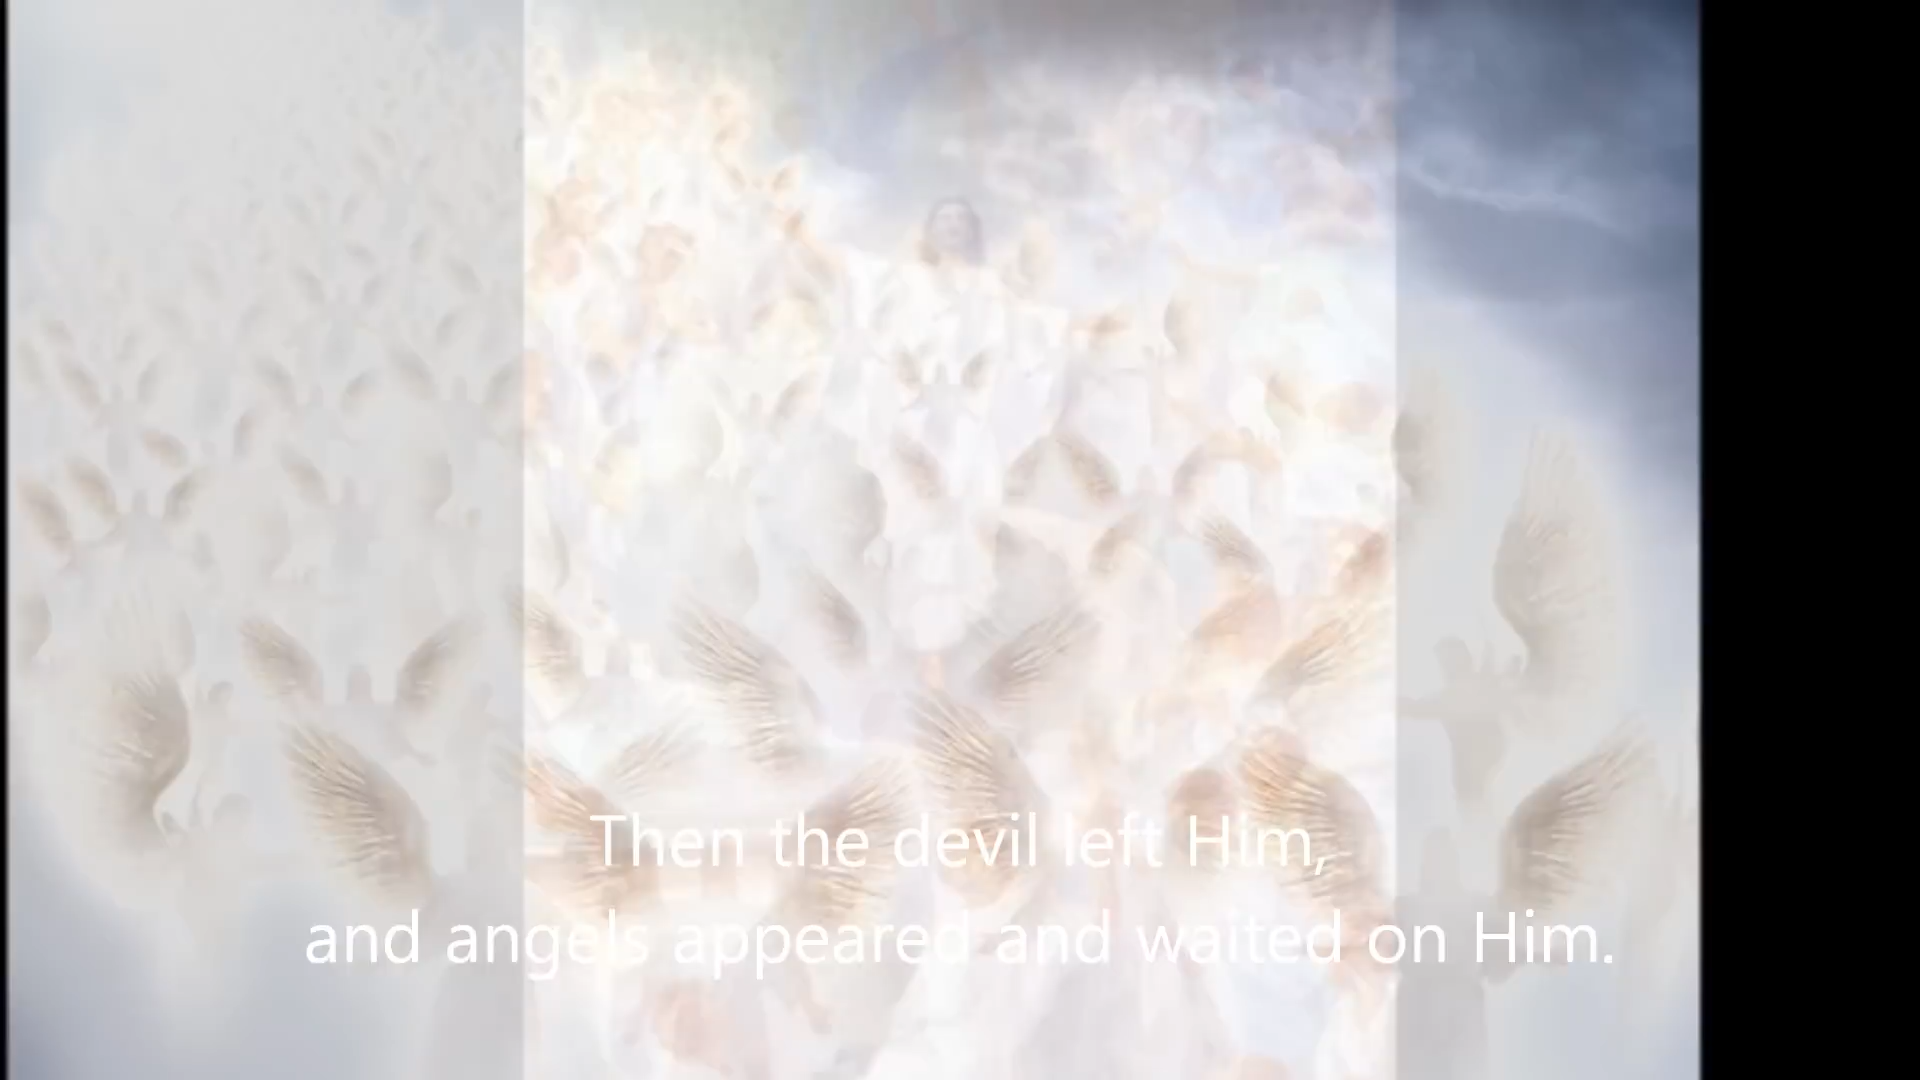 Then the devil left Him,
and angels appeared and waited on Him.